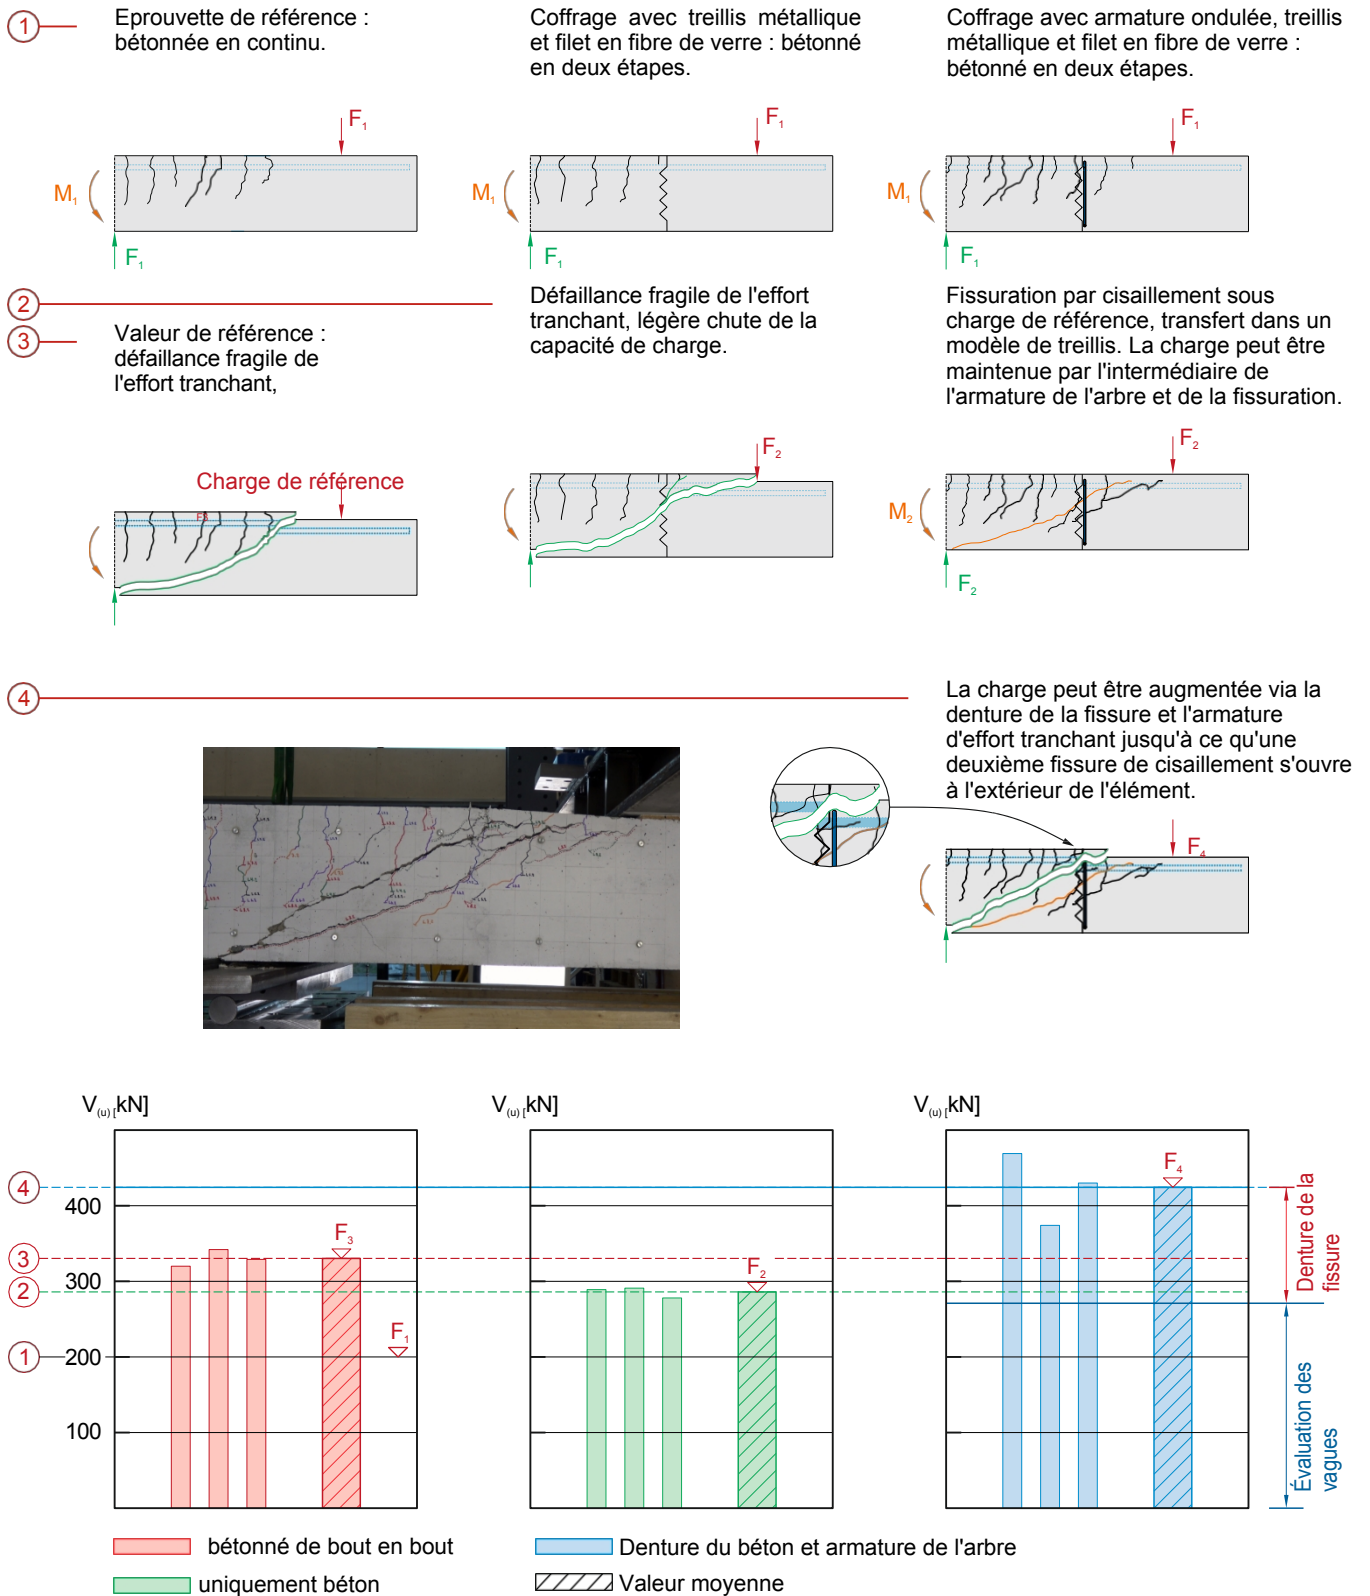 1
Eprouvette de référence :
bétonnée en continu.
Coffrage avec treillis métallique
et filet en fibre de verre : bétonné
en deux étapes.
Coffrage avec armature ondulée, treillis
métallique et filet en fibre de verre :
bétonné en deux étapes.
F1
F1
F1
M1
M1
M1
F1
F1
F1
2
3
Valeur de référence :
défaillance fragile de
l'effort tranchant,
Défaillance fragile de l'effort
tranchant, légère chute de la
capacité de charge.
Fissuration par cisaillement sous
charge de référence, transfert dans un
modèle de treillis. La charge peut être
maintenue par l'intermédiaire de
l'armature de l'arbre et de la fissuration.
Charge de référence
F3
F2
F2
M2
F2
4
La charge peut être augmentée via la
denture de la fissure et l'armature
d'effort tranchant jusqu'à ce qu'une
deuxième fissure de cisaillement s'ouvre
à l'extérieur de l'élément.
F4
V(u) [kN]
V(u) [kN]
V(u) [kN]
4
400
3
300
2
1
200
100
F3
F1
F2
F4
Denture de la
fissure
Évaluation des
vagues
bétonné de bout en bout
Denture du béton et armature de l'arbre
uniquement béton
Valeur moyenne